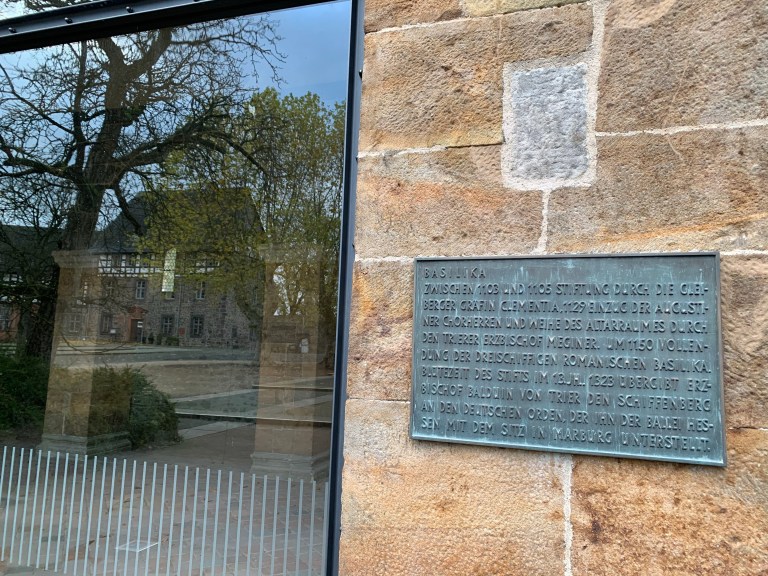 BASILIKA
ZWISCHEN 1103 UND 1105 STIFTUNG DURCH DIE GLEI-
BERGER GRÄFIN CLEMENTIA. 1129 EINZUG DER AUGUSTI-
NER CHORHERREN UND WEIHE DES ALTARRAUMES DURCH
DEN TRIERER ERZBISCHOF MEGINER. UM 1150 VOLLEN-
DUNG DER DREISCHIFFIGEN ROMANISCHEN BASILIKA.
BLÜTEZEIT DES STIFTS IM 13. JH. 1323 ÜBERGIBT ERZ-
BISCHOF BALDUIN VON TRIER DEN SCHIFFENBERG
AN DEN DEUTSCHEN ORDEN, DER IHN DER BALLEI HES-
SEN MIT DEM SITZ IN MARBURG UNTERSTELLT.